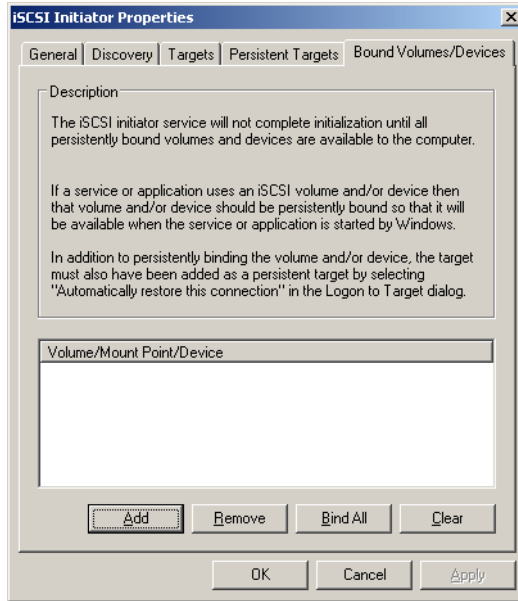 iSCSI Initiator Properties
General Discovery Targets Persistent Targets Bound Volumes/Devices
Description
The iSCSI initiator service will not complete initialization until all
persistently bound volumes and devices are available to the computer.
If a service or application uses an iSCSI volume and/or device then
that volume and/or device should be persistently bound so that it will
be available when the service or application is started by Windows.
In addition to persistently binding the volume and/or device, the target
must also have been added as a persistent target by selecting
"Automatically restore this connection" in the Logon to Target dialog.
Volume/Mount Point/Device
Add Remove Bind All Clear
OK Cancel Apply